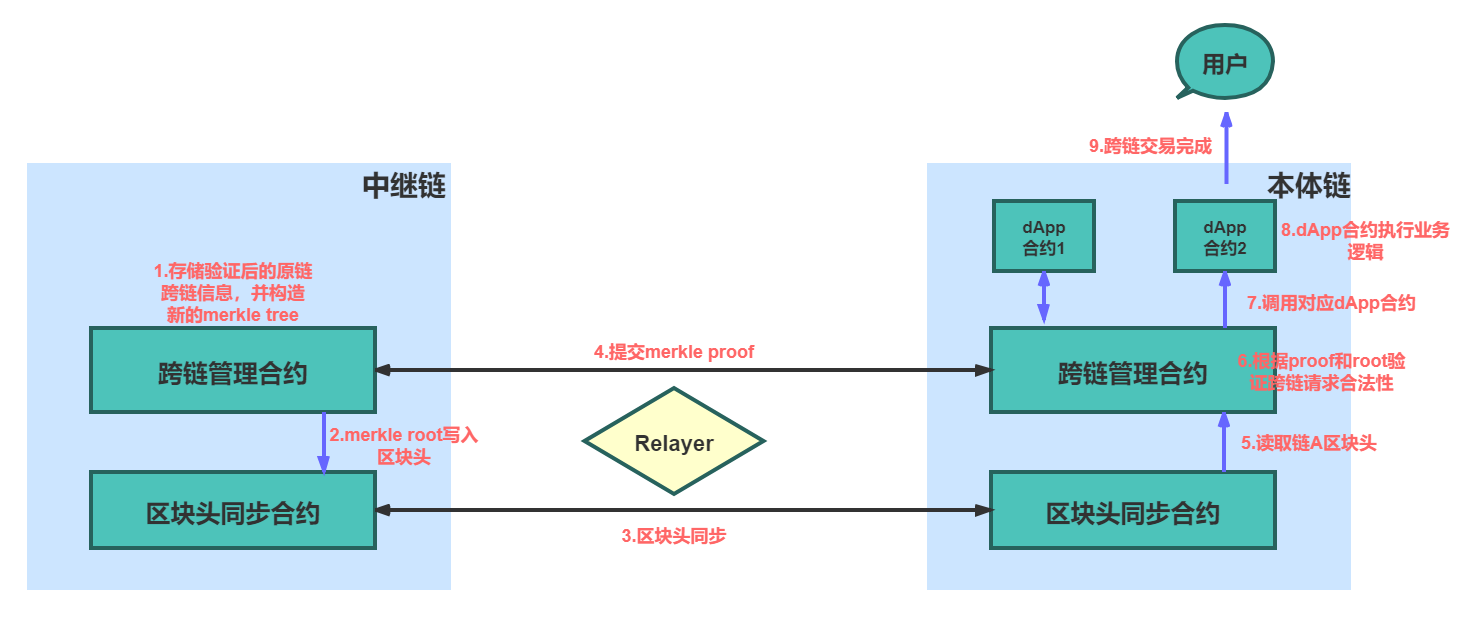 用户
9.跨链交易完成
中继链
本体链
dApp
合约1
dApp
合约2
8.dApp合约执行业务
逻辑
1.存储验证后的原链
跨链信息，并构造
新的merkle tree
7.调用对应dApp合约
跨链管理合约
4.提交merkle proof
跨链管理合约
6.根据proof和root验
证跨链请求合法性
2.merkle root写入
区块头
Relayer
5.读取链A区块头
区块头同步合约
3.区块头同步
区块头同步合约